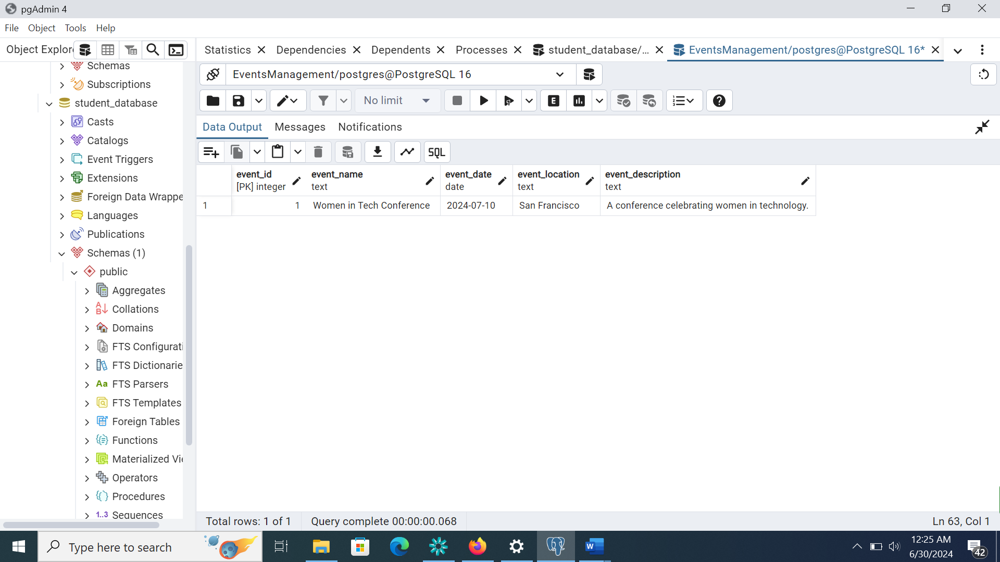 pgAdmin 4
File Object Tools Help
Object Explor
Statistics Dependencies Dependents Processes student_database/... EventsManagement/postgres@PostgreSQL 16*
EventsManagement/postgres@PostgreSQL 16
No limit
E
Data Output Messages Notifications
SQL
event_id event_name event_date event_location event_description
[PK] integer text date text text
1 1 Women in Tech Conference 2024-07-10 San Francisco A conference celebrating women in technology.
Schemas
Subscriptions
student_database
Casts
Catalogs
Event Triggers
Extensions
Foreign Data Wrappe
Languages
Publications
Schemas (1)
public
Aggregates
Collations
Domains
FTS Configurati
FTS Dictionarie
Aa FTS Parsers
FTS Templates
Foreign Tables
Functions
Materialized Vie
Operators
Procedures
1..3 Sequences
Total rows: 1 of 1 Query complete 00:00:00.068 Ln 63, Col 1
Type here to search
W
12:25 AM
6/30/2024
42